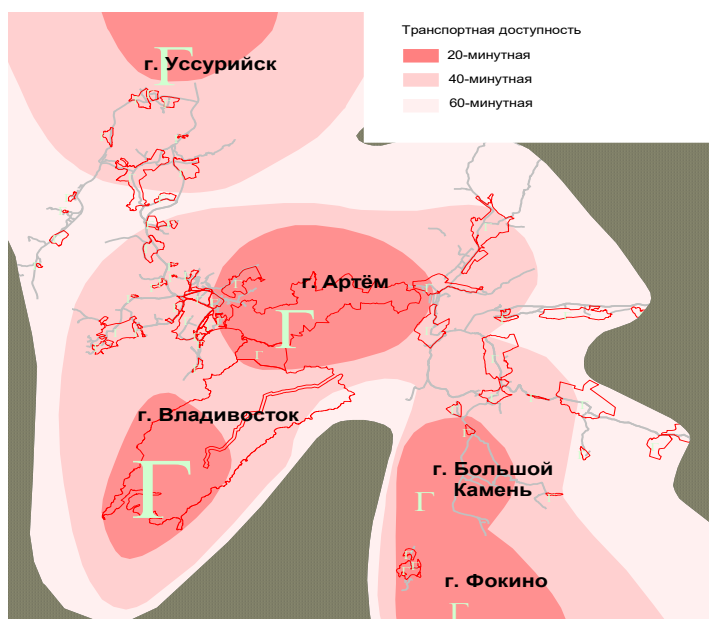 Транспортная доступность
20-минутная
40-минутная
60-минутная
г. Уссурийск
Г
г. Артём
Г
г. Владивосток
Г
г. Большой
Камень
Г
г. Фокино
Г